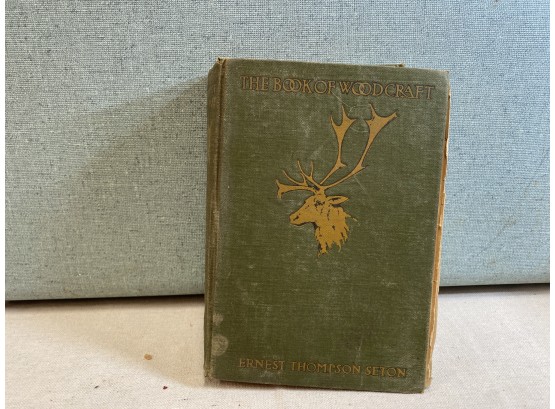 THE BOOK OF WOODCRAFT
ERNEST THOMPSON SETON